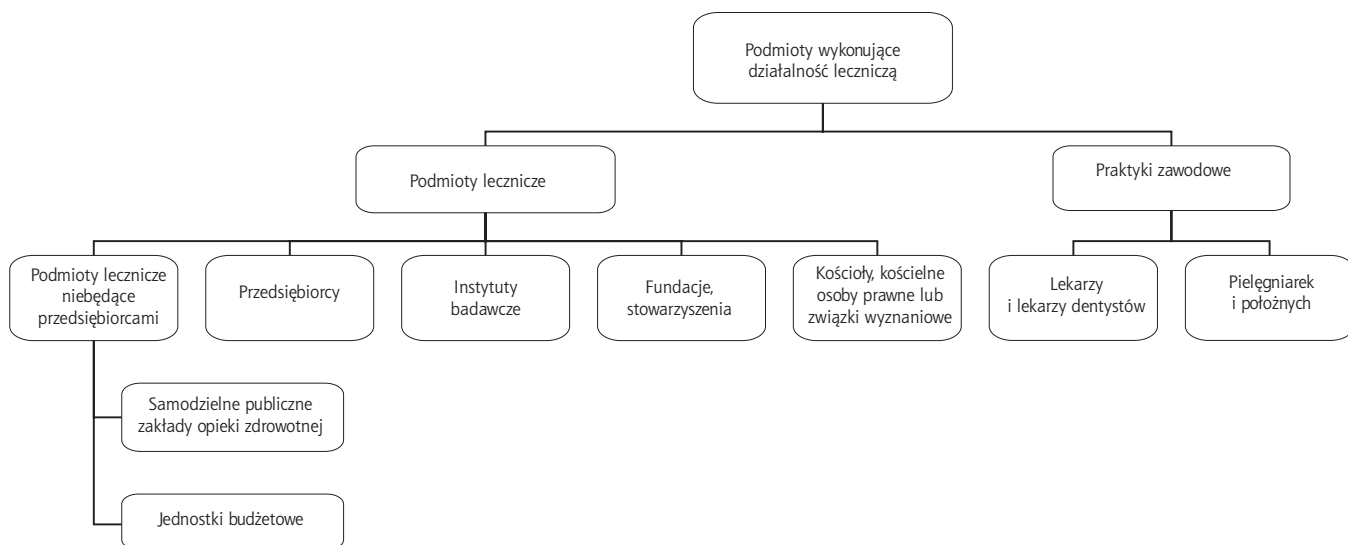 Podmioty wykonujące
działalność leczniczą
Podmioty lecznicze
Praktyki zawodowe
Podmioty lecznicze
niebędące
przedsiębiorcami
Przedsiębiorcy
Instytuty
badawcze
Fundacje,
stowarzyszenia
Kościoły, kościelne
osoby prawne lub
związki wyznaniowe
Lekarzy
i lekarzy dentystów
Pielęgniarek
i położnych
Samodzielne publiczne
zakłady opieki zdrowotnej
Jednostki budżetowe